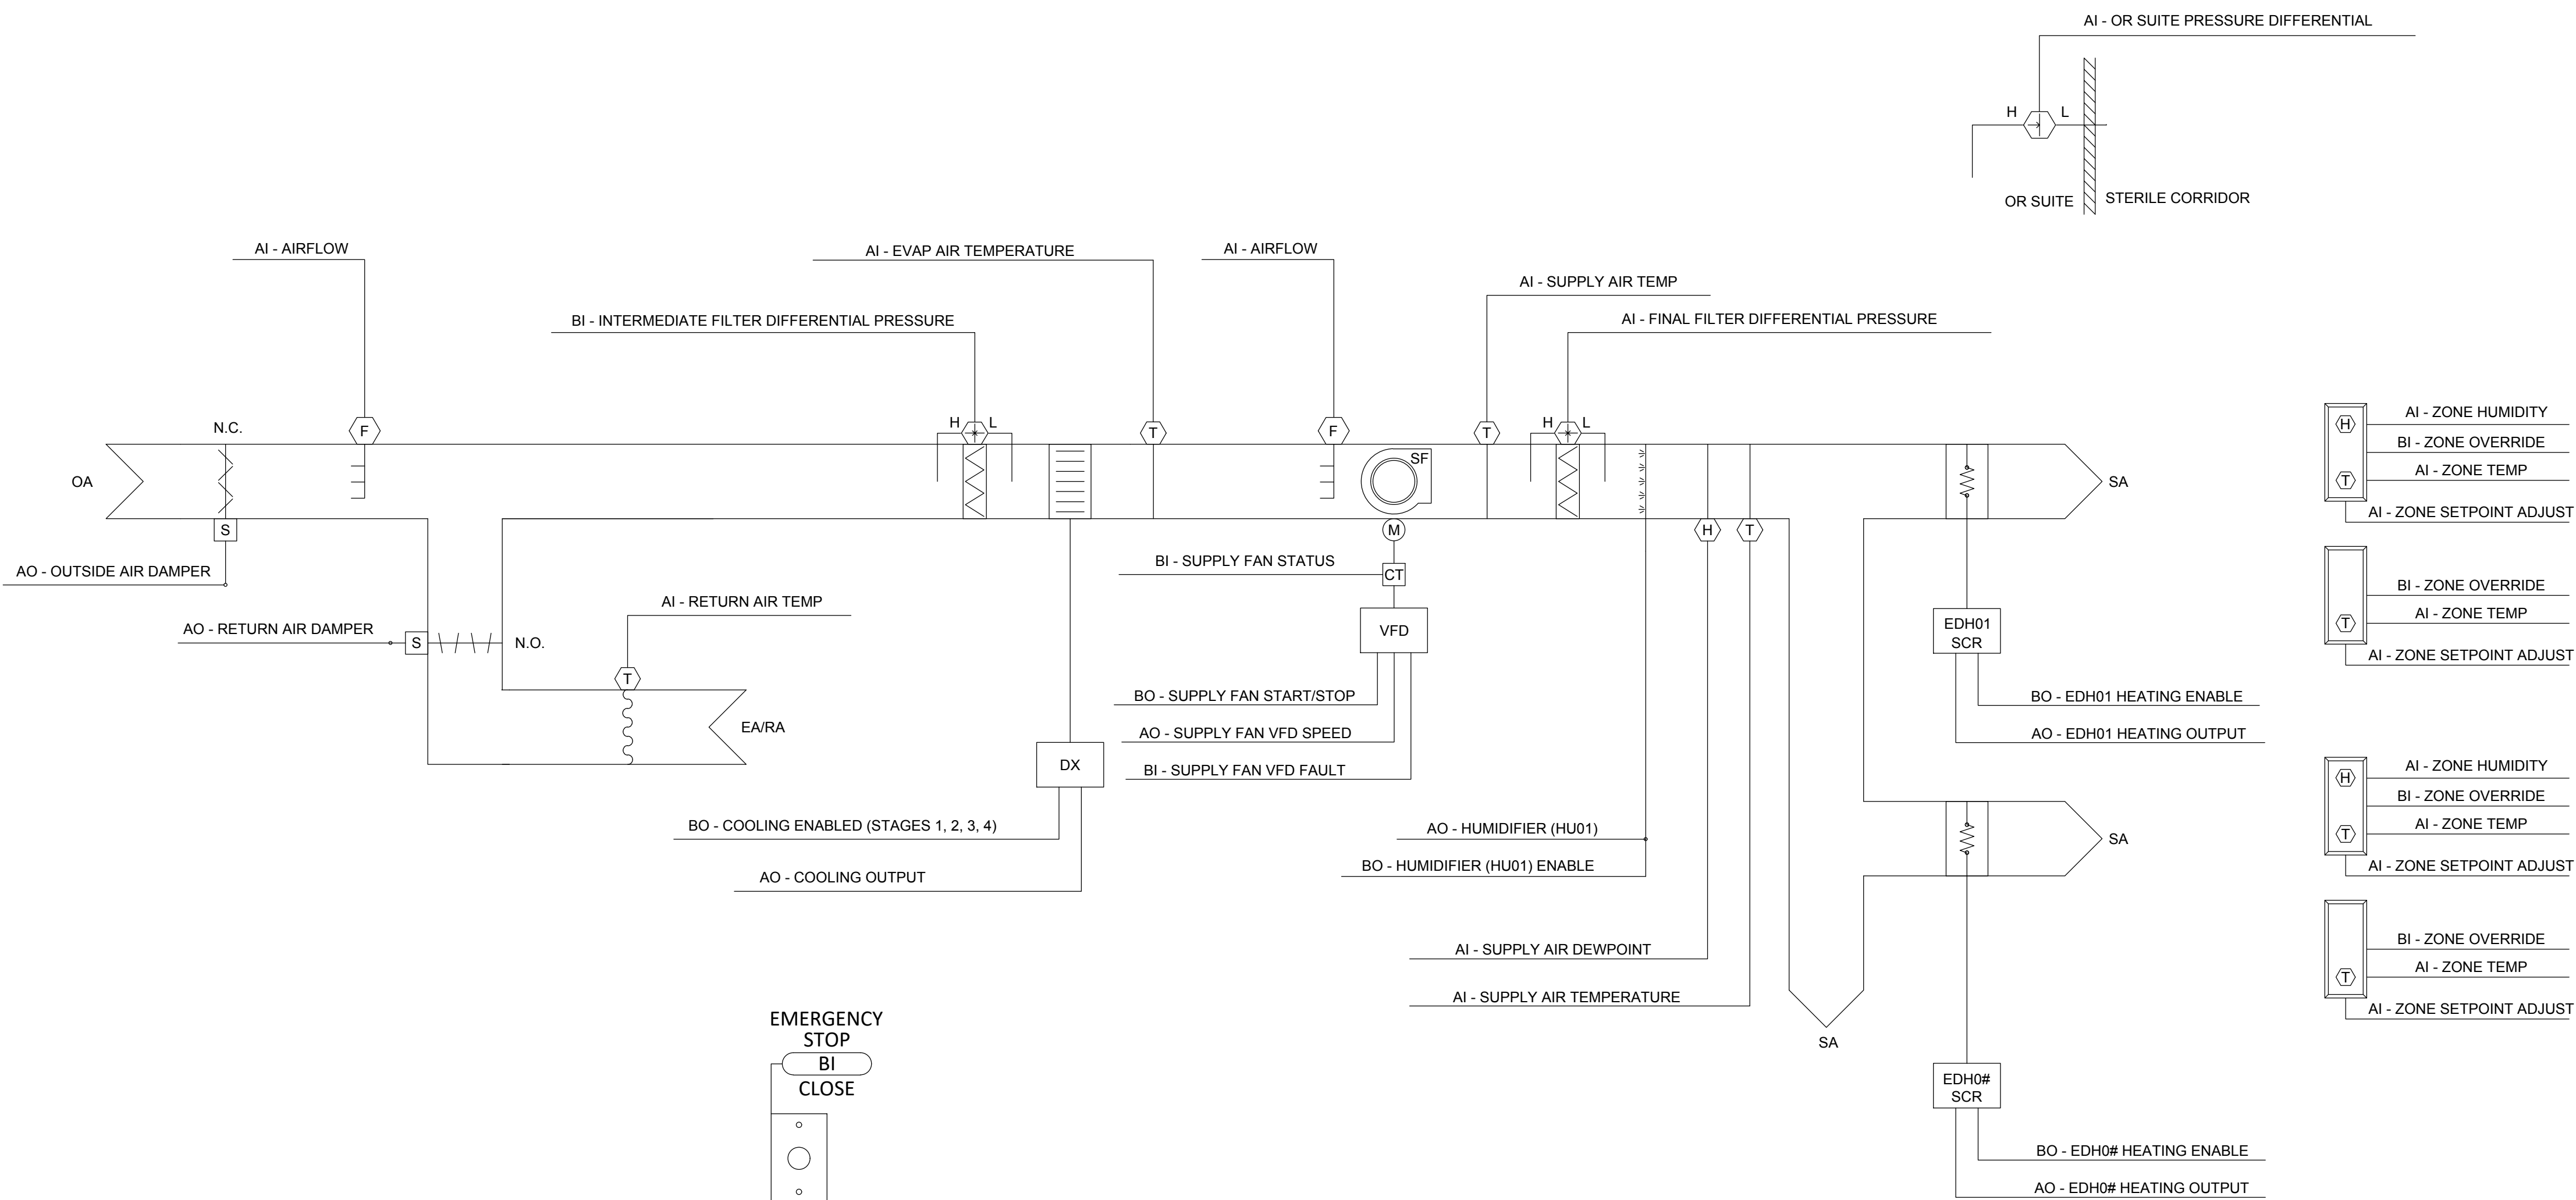 AI - OR SUITE PRESSURE DIFFERENTIAL
H
L
OR SUITE
STERILE CORRIDOR
AI - AIRFLOW
AI - EVAP AIR TEMPERATURE
AI - AIRFLOW
AI - SUPPLY AIR TEMP
BI - INTERMEDIATE FILTER DIFFERENTIAL PRESSURE
AI - FINAL FILTER DIFFERENTIAL PRESSURE
N.C.
F
H
L
T
F
T
H
L
SF
OA
SA
S
M
H
T
AO - OUTSIDE AIR DAMPER
BI - SUPPLY FAN STATUS
CT
AI - RETURN AIR TEMP
AO - RETURN AIR DAMPER
S
N.O.
VFD
EDH01
SCR
T
EA/RA
BO - SUPPLY FAN START/STOP
AO - SUPPLY FAN VFD SPEED
BI - SUPPLY FAN VFD FAULT
BO - EDH01 HEATING ENABLE
AO - EDH01 HEATING OUTPUT
DX
BO - COOLING ENABLED (STAGES 1, 2, 3, 4)
AO - COOLING OUTPUT
AO - HUMIDIFIER (HU01)
BO - HUMIDIFIER (HU01) ENABLE
SA
AI - SUPPLY AIR DEWPOINT
AI - SUPPLY AIR TEMPERATURE
SA
EDH0#
SCR
BO - EDH0# HEATING ENABLE
AO - EDH0# HEATING OUTPUT
EMERGENCY
STOP
BI
CLOSE
H
AI - ZONE HUMIDITY
BI - ZONE OVERRIDE
T
AI - ZONE TEMP
AI - ZONE SETPOINT ADJUST
BI - ZONE OVERRIDE
T
AI - ZONE TEMP
AI - ZONE SETPOINT ADJUST
H
AI - ZONE HUMIDITY
BI - ZONE OVERRIDE
T
AI - ZONE TEMP
AI - ZONE SETPOINT ADJUST
BI - ZONE OVERRIDE
T
AI - ZONE TEMP
AI - ZONE SETPOINT ADJUST